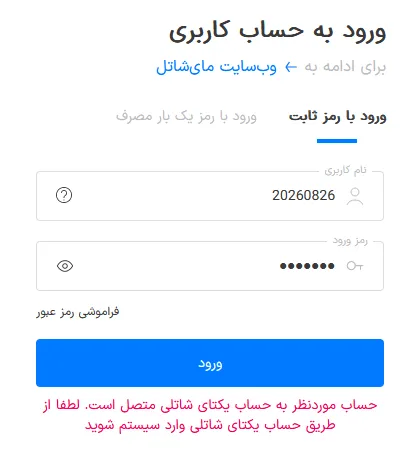 ورود به حساب کاربری
برای ادامه به ← وب‌سایت مای‌شاتل
ورود با رمز ثابت
ورود با رمز یک بار مصرف
نام کاربری
20260826
رمز ورود
•••••••
فراموشی رمز عبور
ورود
حساب موردنظر به حساب یکتای شاتلی متصل است. لطفا از
طریق حساب یکتای شاتلی وارد سیستم شوید